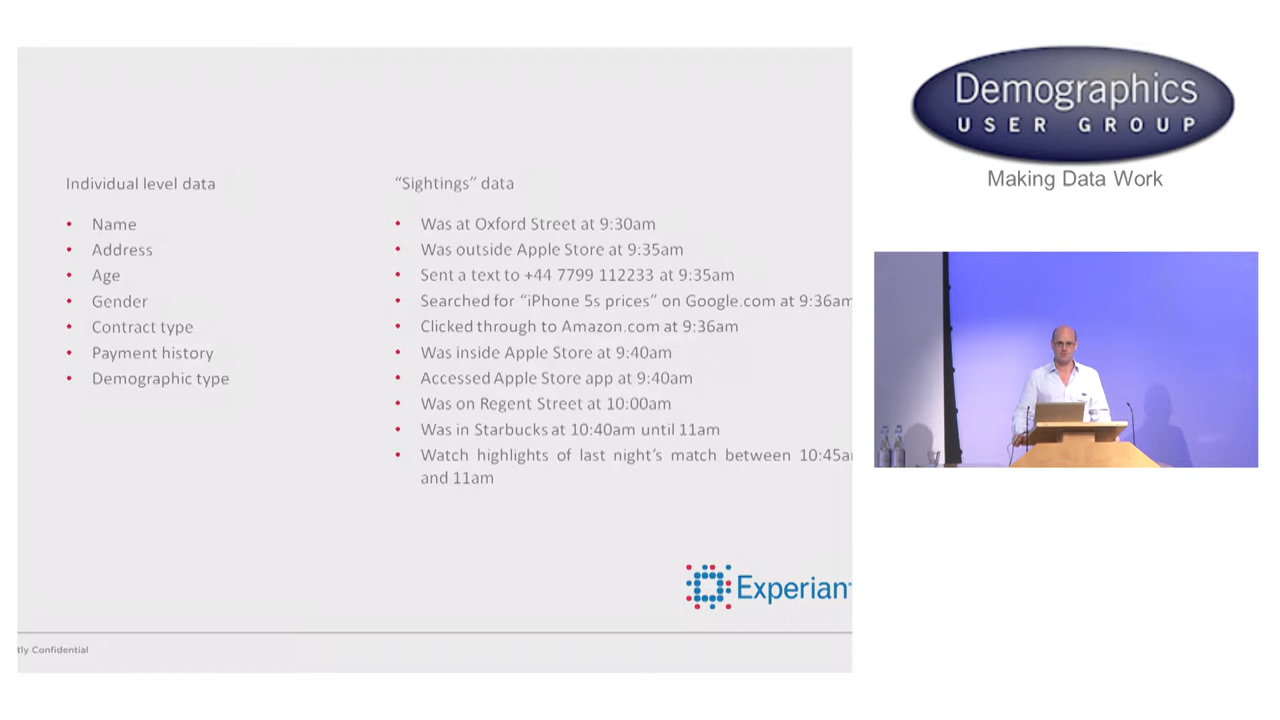 Individual level data
• Name
• Address
• Age
• Gender
• Contract type
• Payment history
• Demographic type
“Sightings” data
• Was at Oxford Street at 9:30am
• Was outside Apple Store at 9:35am
• Sent a text to +44 7799 112233 at 9:35am
• Searched for “iPhone 5s prices” on Google.com at 9:36am
• Clicked through to Amazon.com at 9:36am
• Was inside Apple Store at 9:40am
• Accessed Apple Store app at 9:40am
• Was on Regent Street at 10:00am
• Was in Starbucks at 10:40am until 11am
• Watch highlights of last night’s match between 10:45a
and 11am
Experian
tly Confidential
Demographics
USER GROUP
Making Data Work